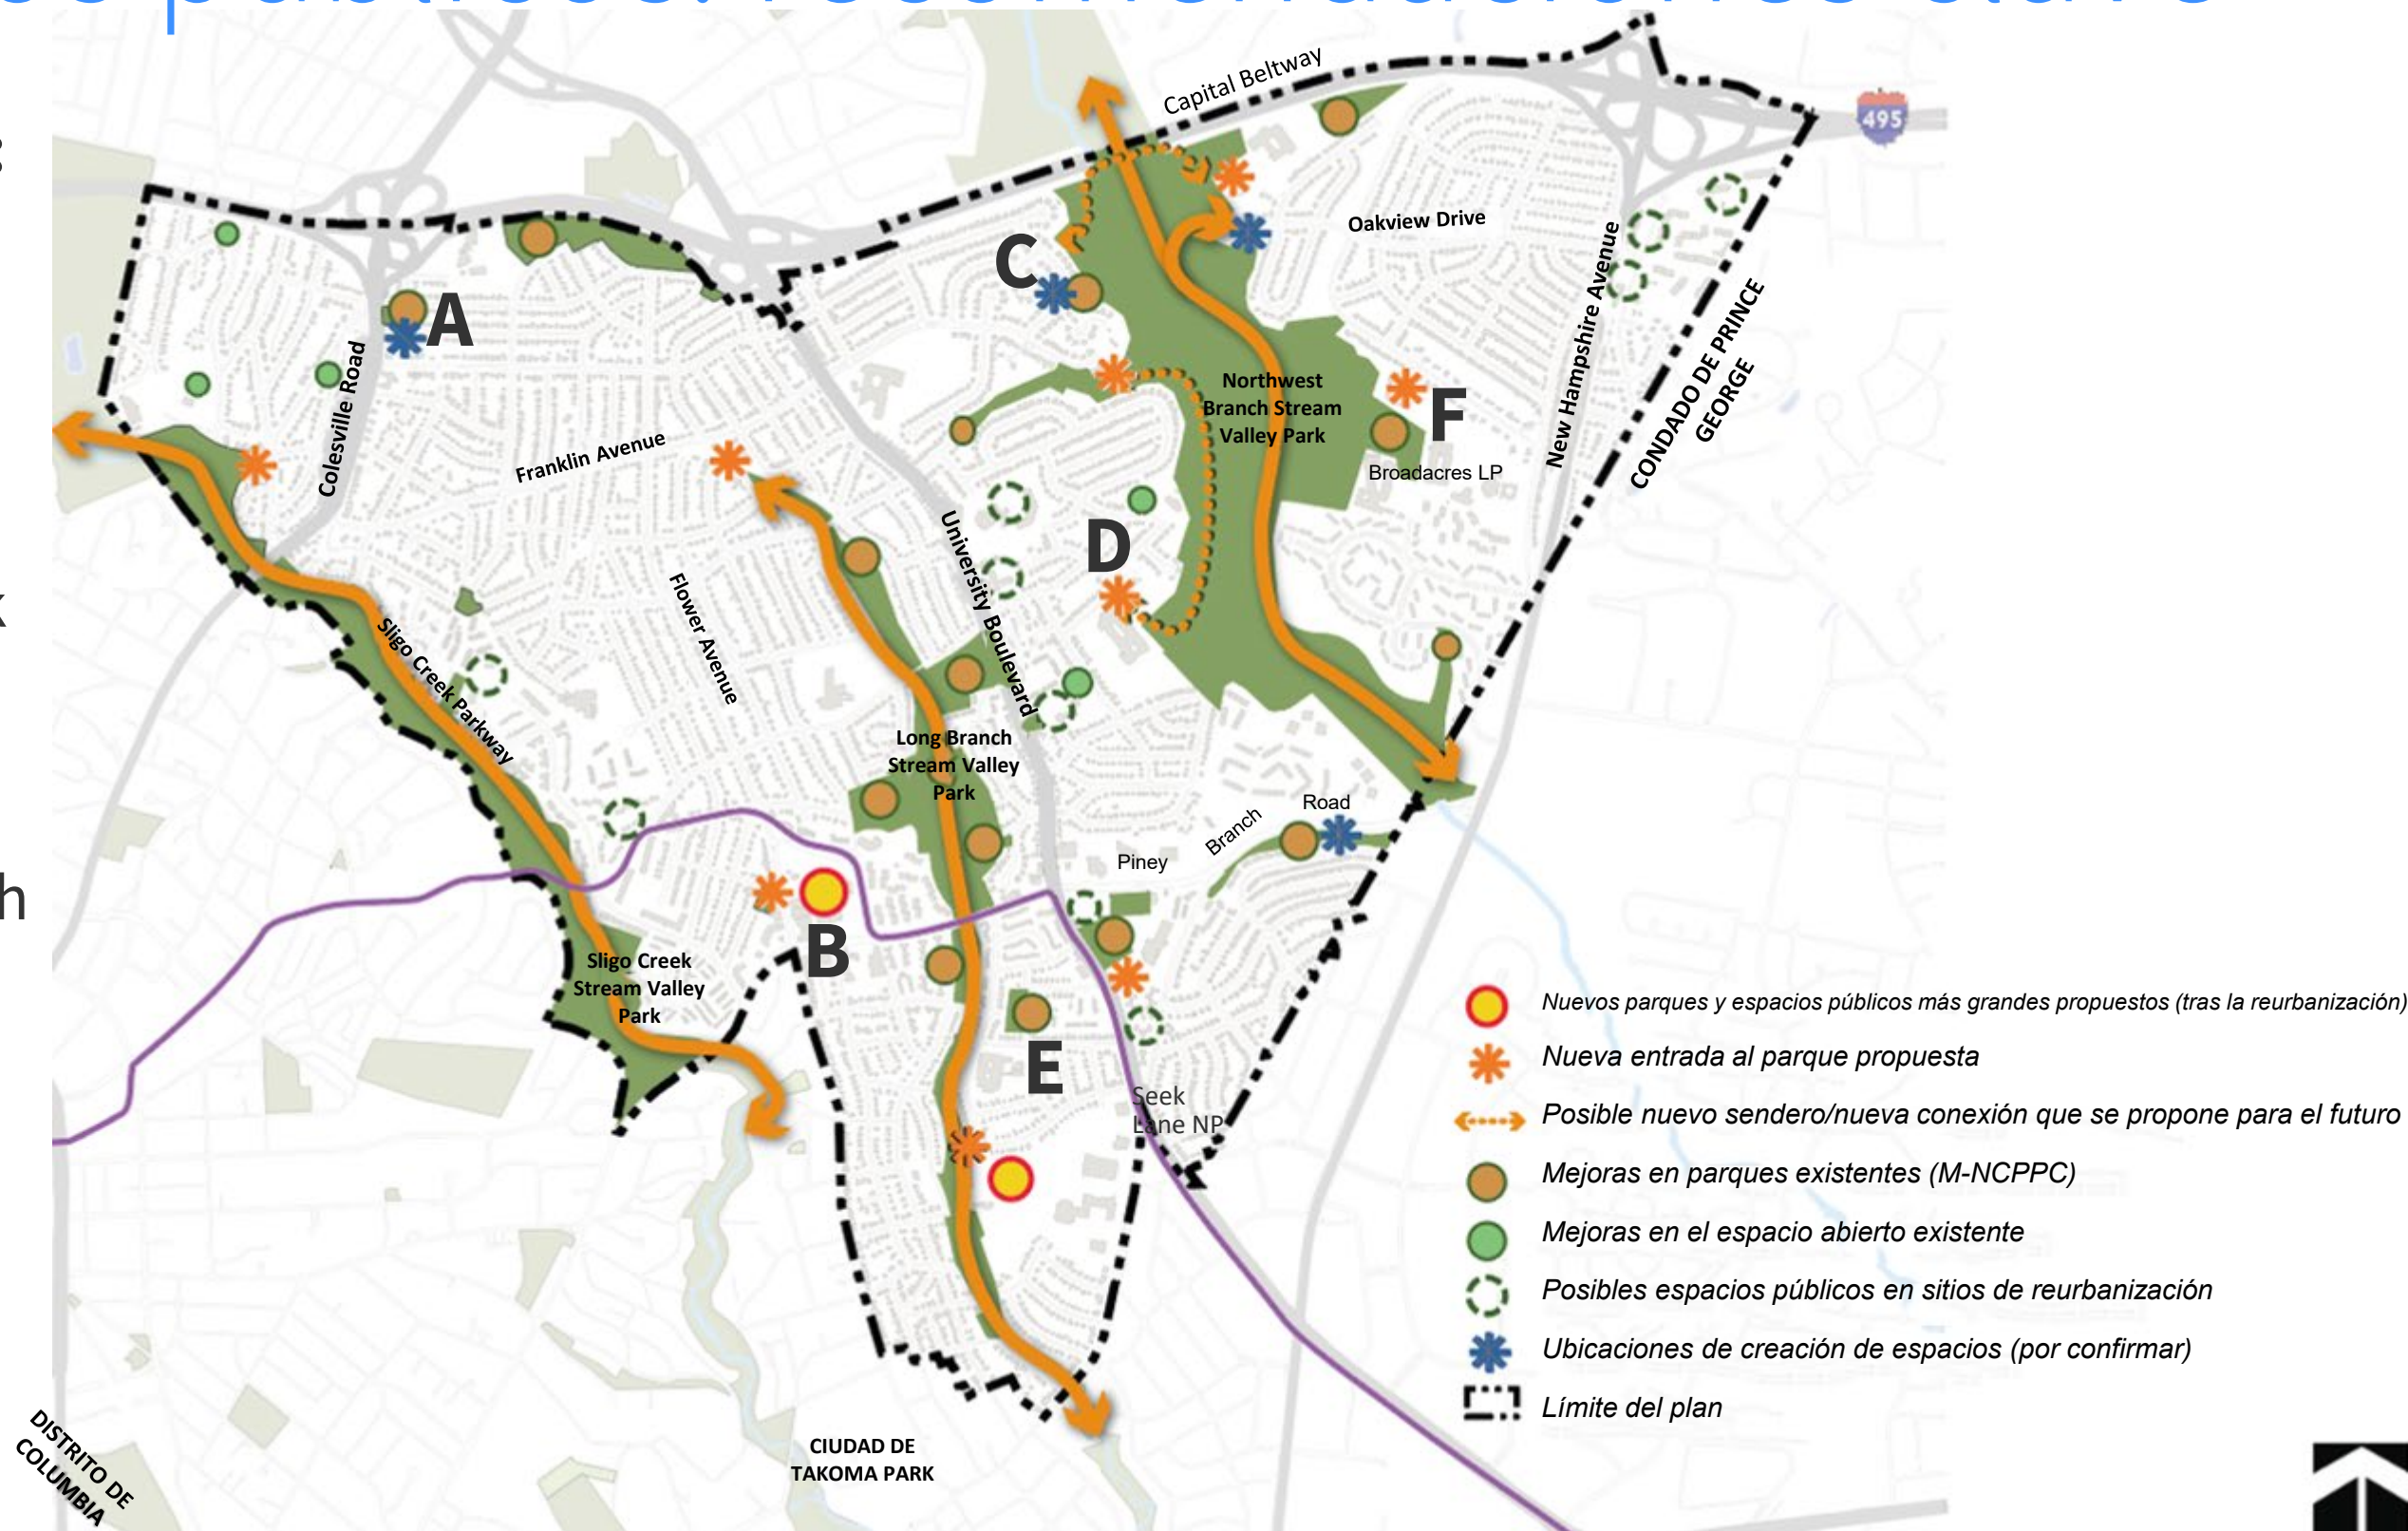 Capital Beltway
495
Oakview Drive
A
C
Colesville Road
New Hampshire Avenue
CONDADO DE PRINCE
GEORGE
Northwest
Branch Stream
Valley Park
F
Broadacres LP
Franklin Avenue
University Boulevard
D
Flower Avenue
Sligo Creek Parkway
Long Branch
Stream Valley
Park
Piney
Branch
Road
B
Sligo Creek
Stream Valley
Park
E
Seek
Lane NP
CIUDAD DE
TAKOMA PARK
DISTRITO DE
COLUMBIA
Nuevos parques y espacios públicos más grandes propuestos (tras la reurbanización)
Nueva entrada al parque propuesta
Posible nuevo sendero/nueva conexión que se propone para el futuro
Mejoras en parques existentes (M-NCPPC)
Mejoras en el espacio abierto existente
Posibles espacios públicos en sitios de reurbanización
Ubicaciones de creación de espacios (por confirmar)
Límite del plan